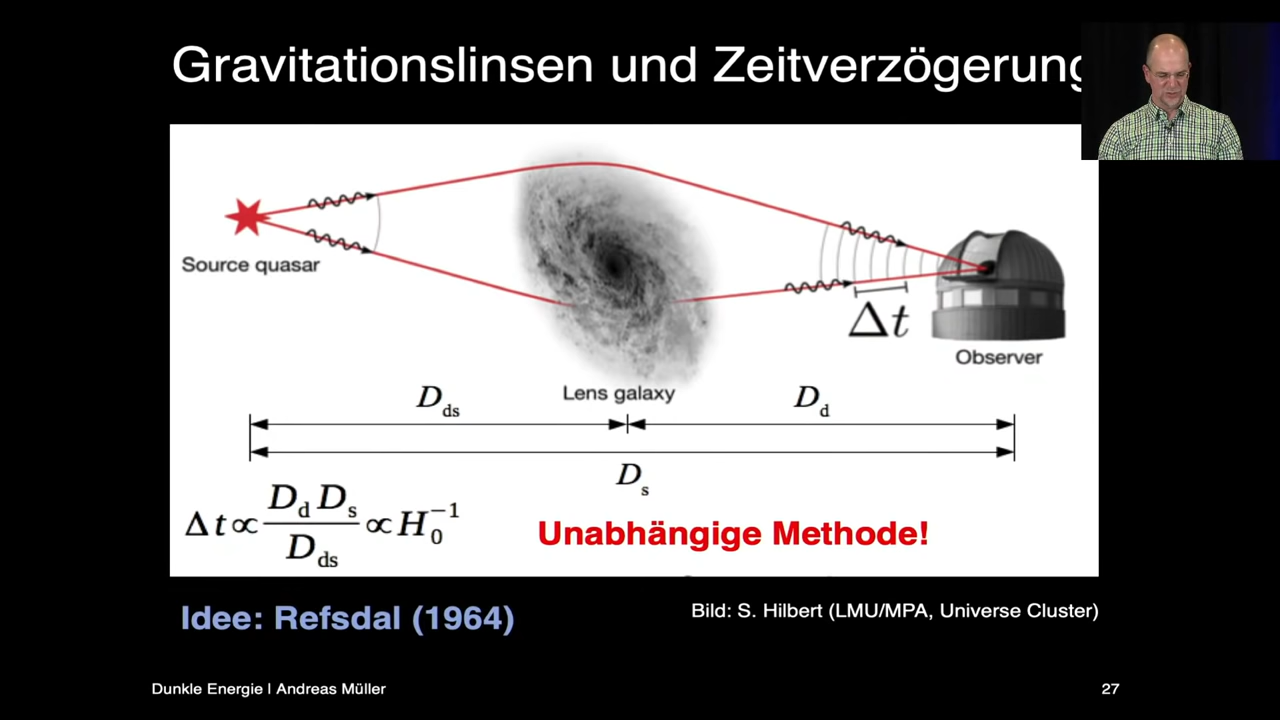 Gravitationslinsen und Zeitverzögerung
Source quasar
Δt
Observer
Lens galaxy
D_ds
D_d
D_s
Δt ∝ D_d D_s / D_ds ∝ H_0^-1
Unabhängige Methode!
Idee: Refsdal (1964)
Bild: S. Hilbert (LMU/MPA, Universe Cluster)
Dunkle Energie | Andreas Müller
27